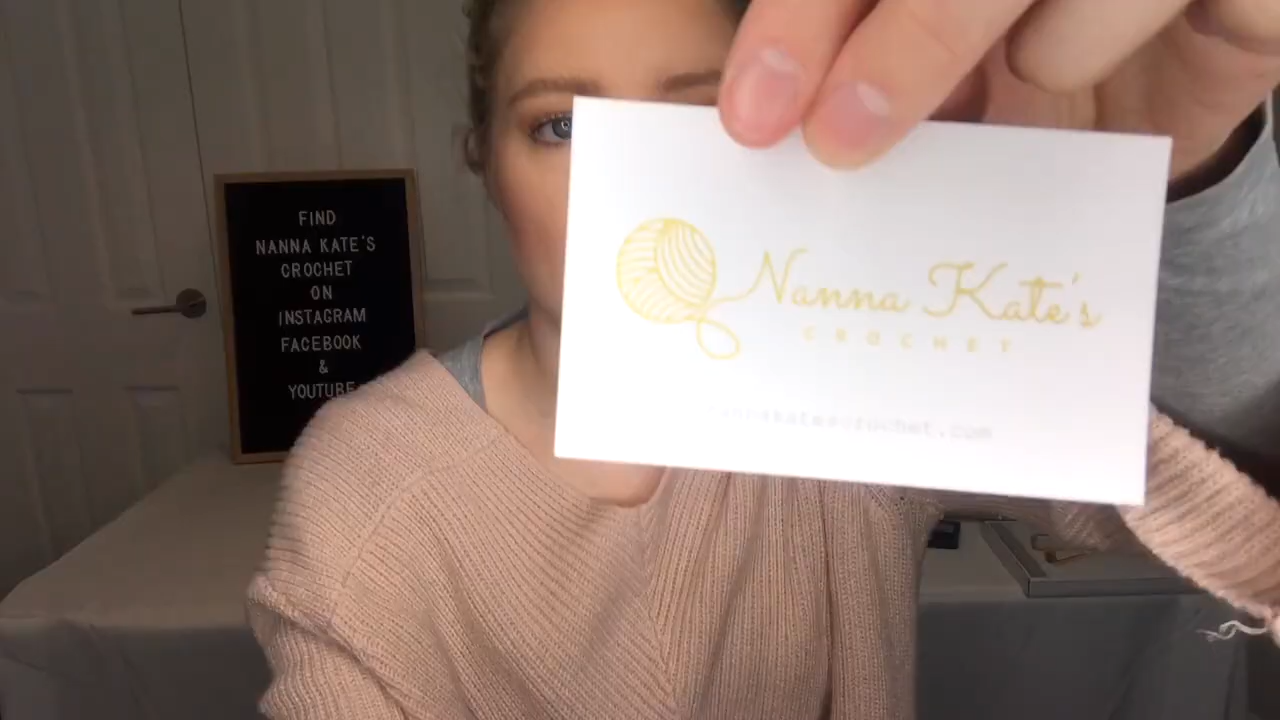 FIND
NANNA KATE'S
CROCHET
ON
INSTAGRAM
FACEBOOK
&
YOUTUBE
Nanna Kate's
CROCHET